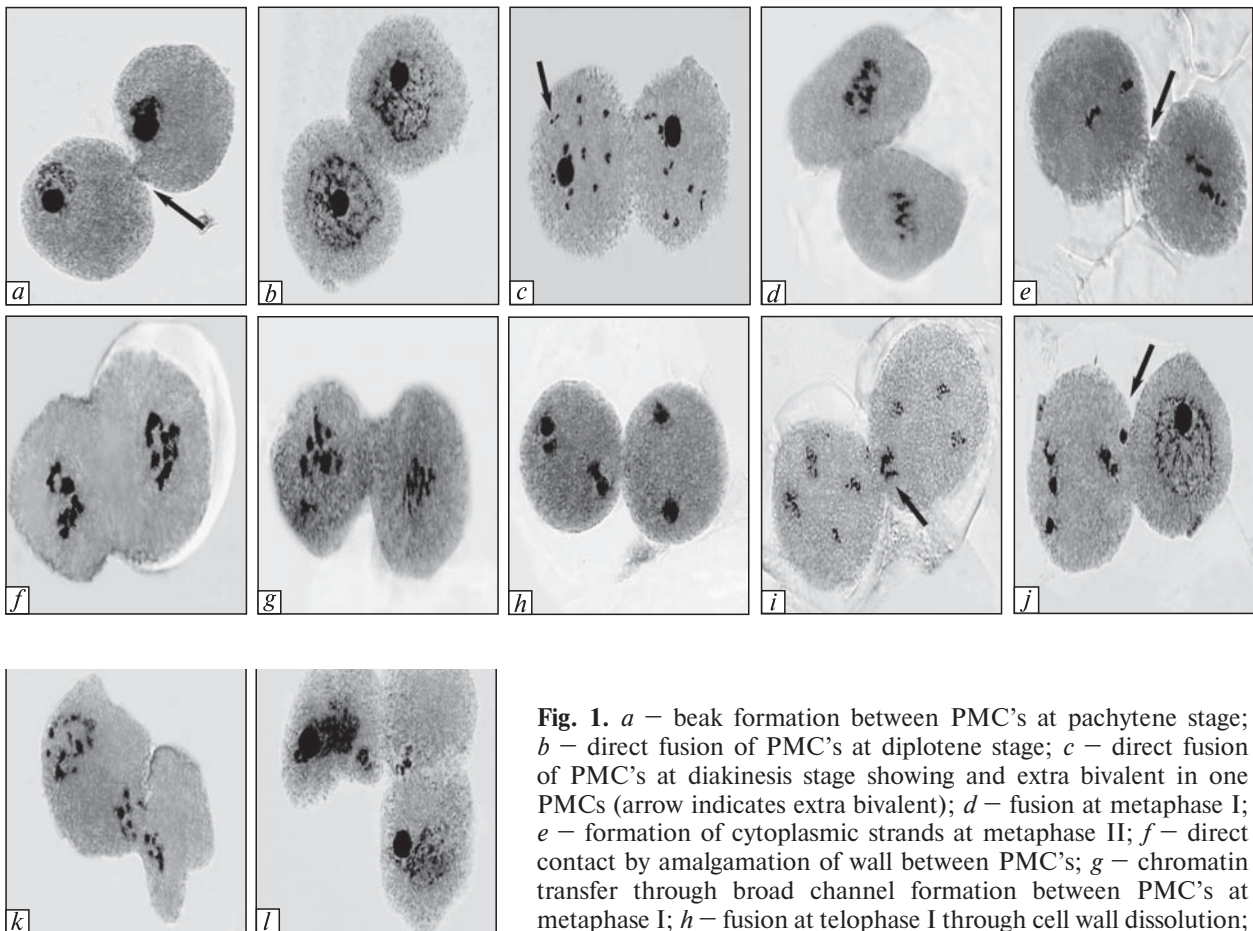 a
b
c
d
e
f
g
h
i
j
k
l
Fig. 1. a – beak formation between PMC's at pachytene stage;
b – direct fusion of PMC's at diplotene stage; c – direct fusion
of PMC's at diakinesis stage showing and extra bivalent in one
PMCs (arrow indicates extra bivalent); d – fusion at metaphase I;
e – formation of cytoplasmic strands at metaphase II; f – direct
contact by amalgamation of wall between PMC's; g – chromatin
transfer through broad channel formation between PMC's at
metaphase I; h – fusion at telophase I through cell wall dissolution;